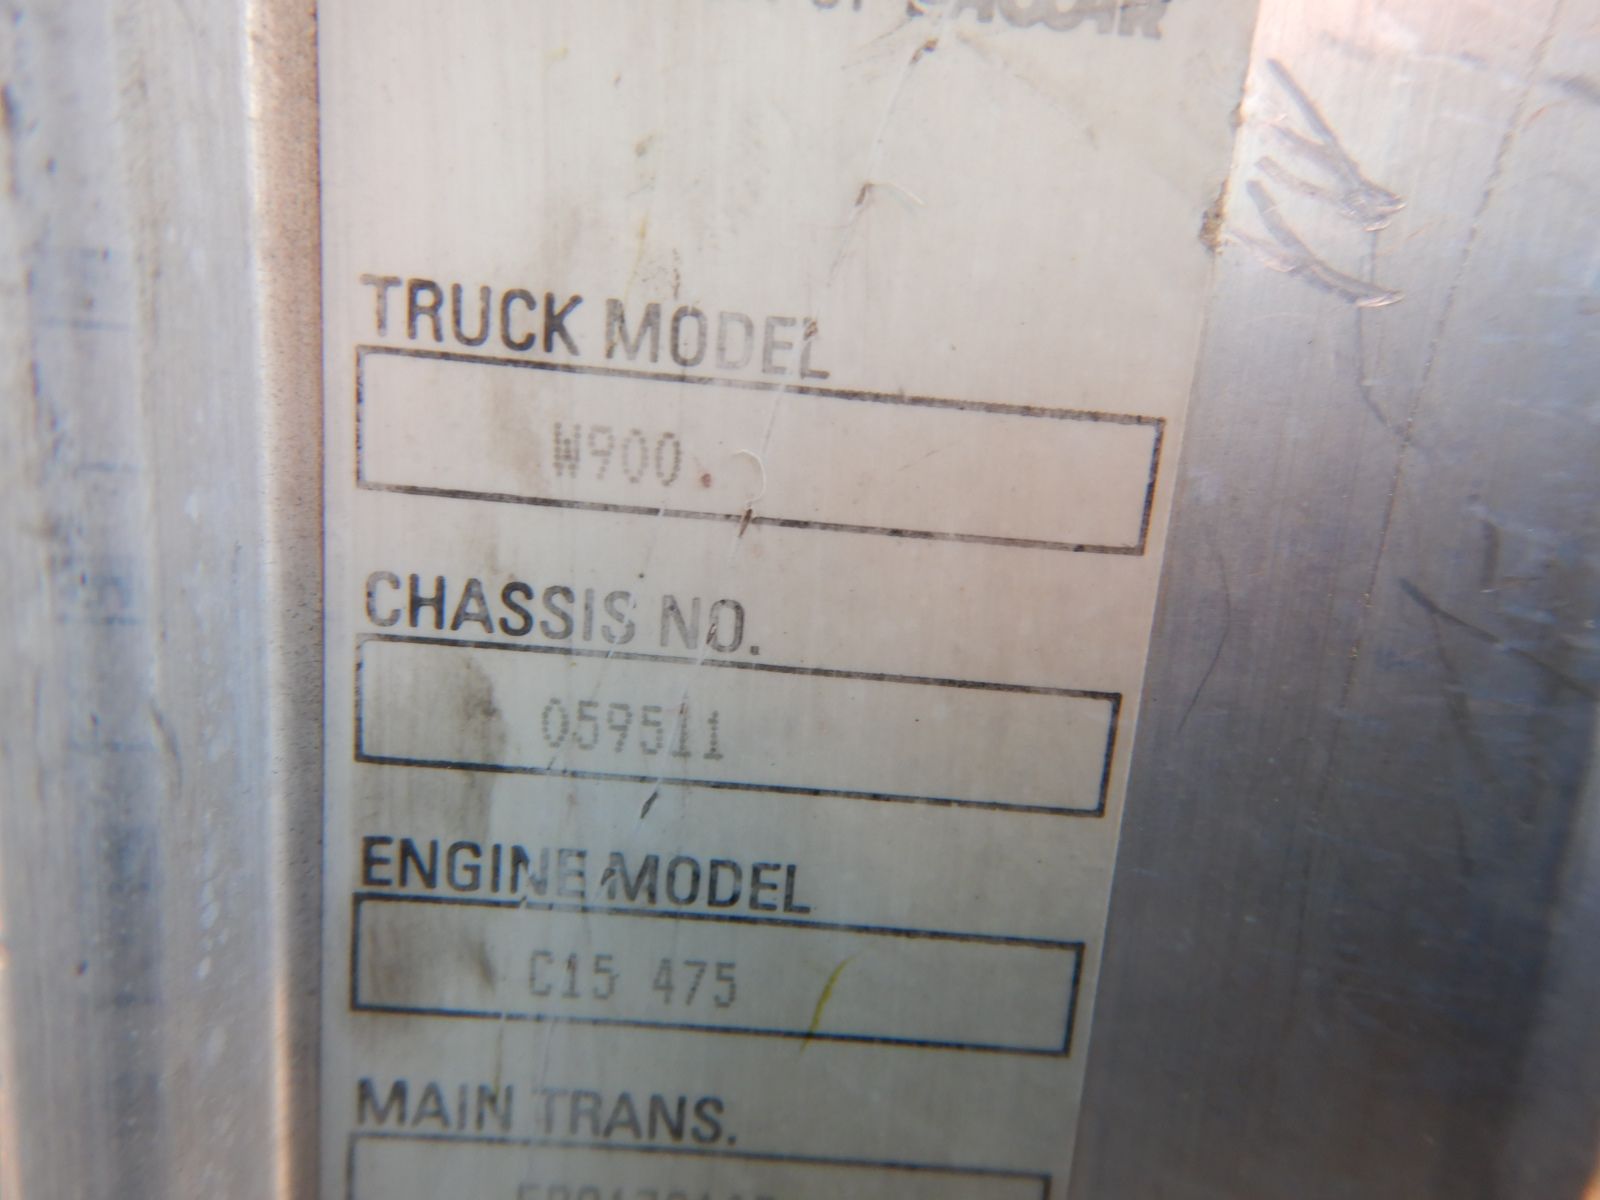 TRUCK MODEL
W900
CHASSIS NO.
059511
ENGINE MODEL
C15 475
MAIN TRANS.